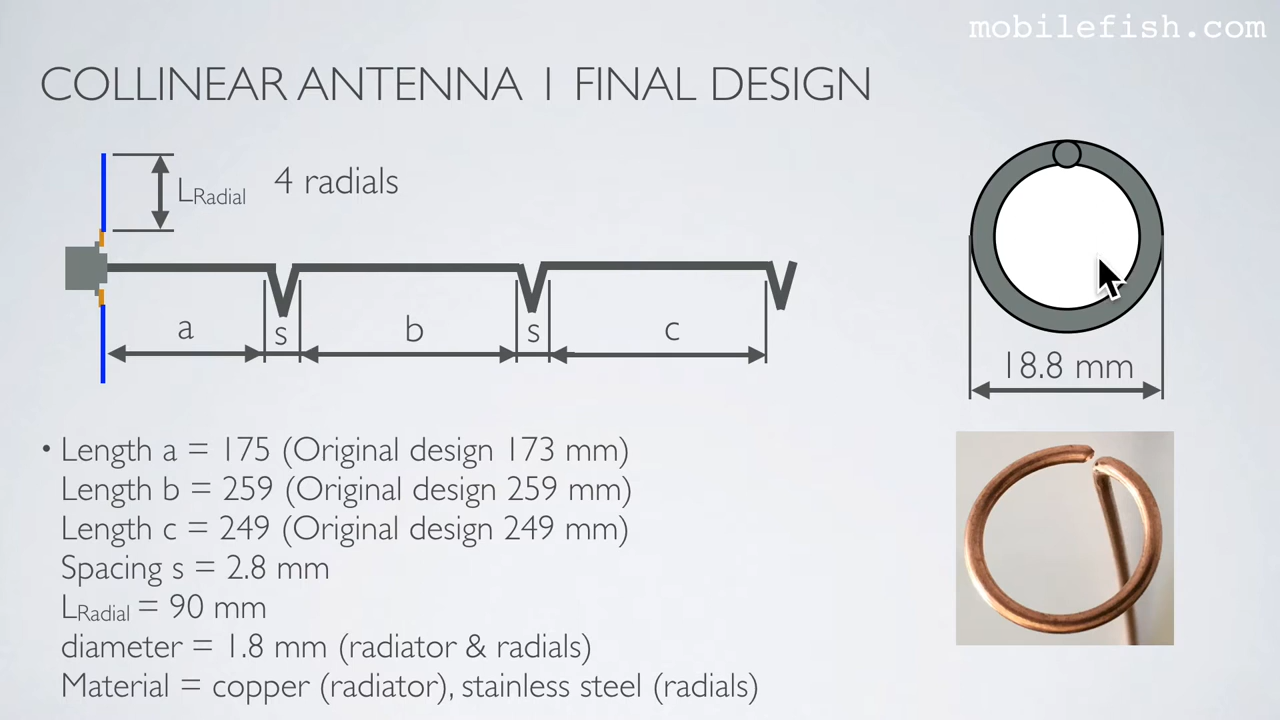 mobilefish.com
COLLINEAR ANTENNA | FINAL DESIGN
LRadial 4 radials
a s b s c
18.8 mm
• Length a = 175 (Original design 173 mm)
Length b = 259 (Original design 259 mm)
Length c = 249 (Original design 249 mm)
Spacing s = 2.8 mm
LRadial = 90 mm
diameter = 1.8 mm (radiator & radials)
Material = copper (radiator), stainless steel (radials)